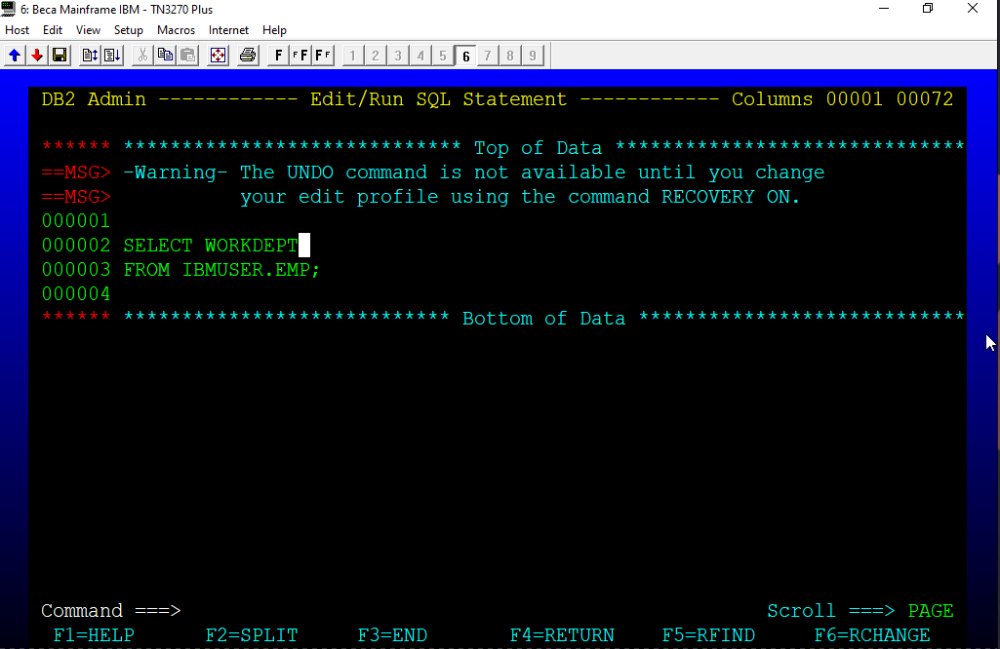 6: Beca Mainframe IBM - TN3270 Plus
Host Edit View Setup Macros Internet Help
F FF FF 1 2 3 4 5 6 7 8 9
DB2 Admin ------------ Edit/Run SQL Statement ------------ Columns 00001 00072
****** ***************************** Top of Data ******************************
==MSG> -Warning- The UNDO command is not available until you change
==MSG>           your edit profile using the command RECOVERY ON.
000001
000002 SELECT WORKDEPT
000003 FROM IBMUSER.EMP;
000004
****** **************************** Bottom of Data ****************************
Command ===> Scroll ===> PAGE
F1=HELP F2=SPLIT F3=END F4=RETURN F5=RFIND F6=RCHANGE